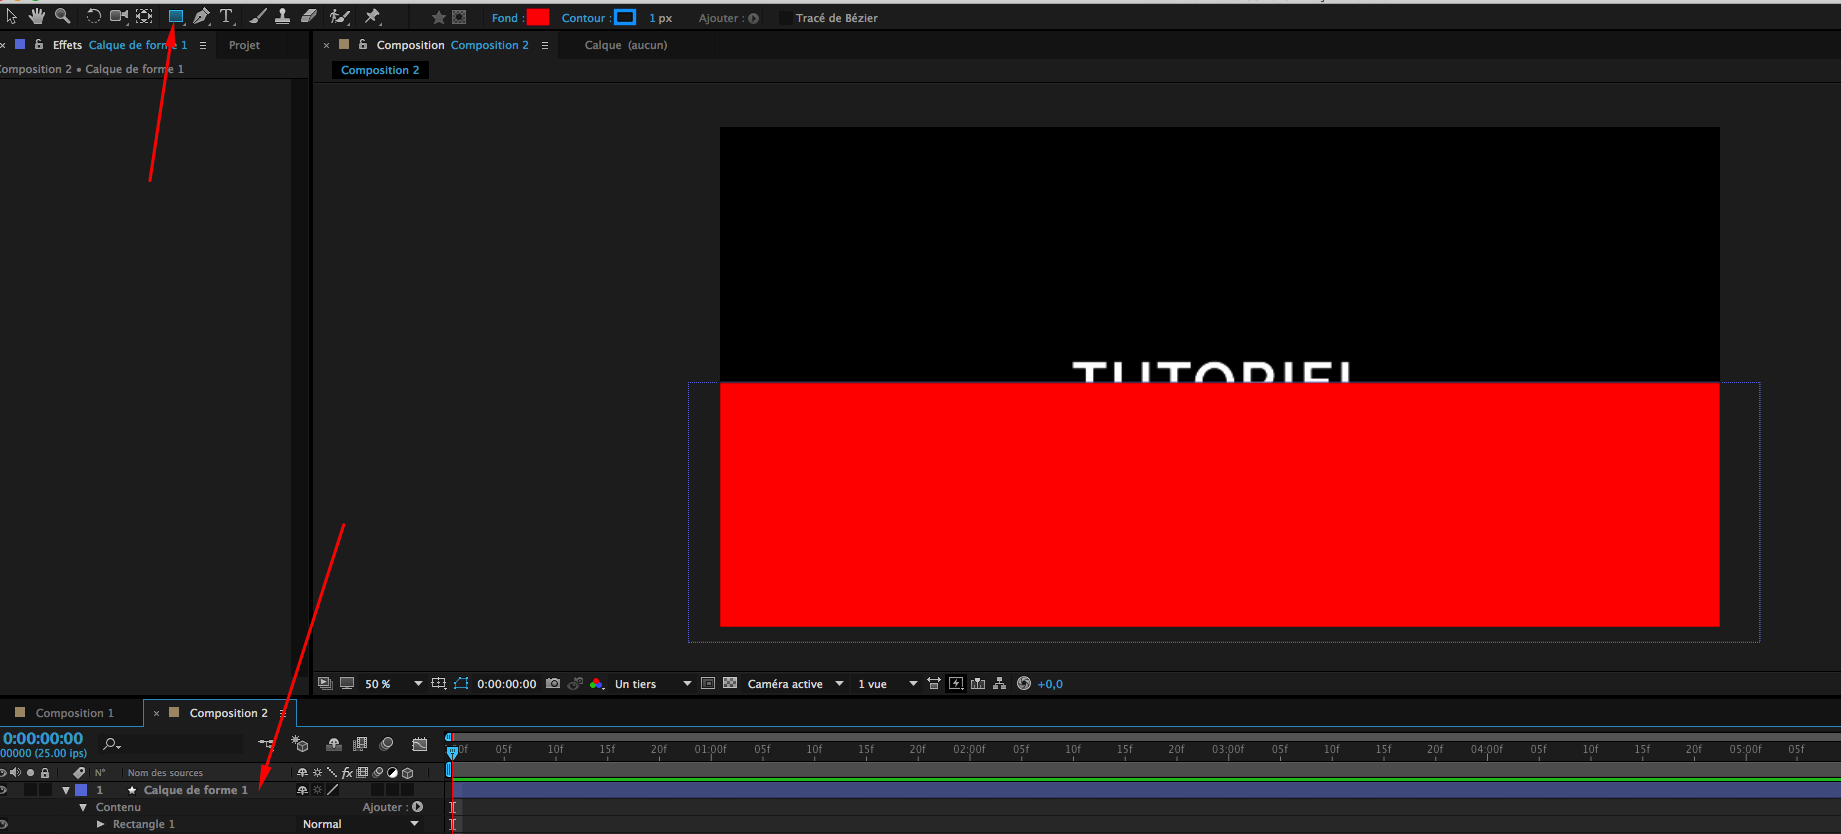 Fond :
Contour :
1 px
Ajouter :
Tracé de Bézier
Effets Calque de forme 1
Projet
Composition Composition 2
Calque (aucun)
omposition 2 • Calque de forme 1
Composition 2
50 %
0:00:00:00
Un tiers
Caméra active
1 vue
+0,0
Composition 1
Composition 2
0:00:00:00
00000 (25.00 ips)
00f 05f 10f 15f 20f 01:00f 05f 10f 15f 20f 02:00f 05f 10f 15f 20f 03:00f 05f 10f 15f 20f 04:00f 05f 10f 15f 20f 05:00f 05f
N° Nom des sources
fx
1 Calque de forme 1
Contenu
Ajouter :
Rectangle 1
Normal
TUTORIEL